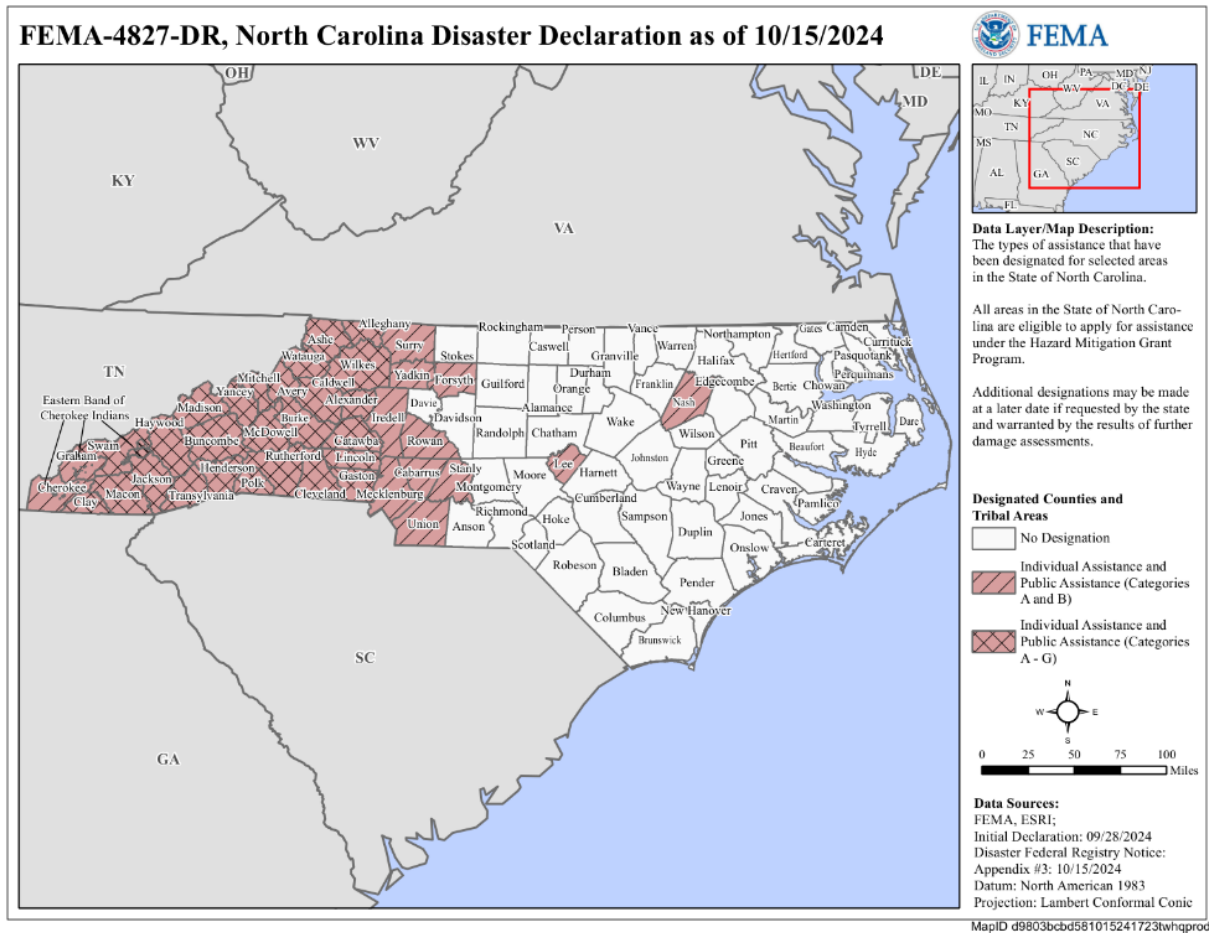 FEMA-4827-DR, North Carolina Disaster Declaration as of 10/15/2024
FEMA
OH
DE
MD
WV
KY
VA
TN
SC
GA
IL
IN
OH
PA
MD
NJ
WV
DC
DE
KY
VA
MO
TN
NC
MS
SC
AL
GA
FL
Alleghany
Rockingham
Person
Vance
Northampton
Gates
Camden
Ashe
Surry
Stokes
Caswell
Granville
Warren
Halifax
Hertford
Currituck
Pasquotank
Perquimans
Watauga
Wilkes
Yadkin
Forsyth
Guilford
Durham
Orange
Franklin
Edgecombe
Bertie
Chowan
Mitchell
Yancey
Avery
Caldwell
Alexander
Davie
Alamance
Nash
Washington
Eastern Band of
Cherokee Indians
Madison
Haywood
Burke
Iredell
Davidson
Wake
Martin
Tyrrell
Dare
Swain
Graham
Buncombe
McDowell
Catawba
Rowan
Randolph
Chatham
Wilson
Pitt
Beaufort
Hyde
Rutherford
Lincoln
Henderson
Jackson
Cherokee
Clay
Macon
Transylvania
Polk
Cleveland
Gaston
Mecklenburg
Cabarrus
Stanly
Montgomery
Moore
Lee
Harnett
Johnston
Greene
Wayne
Lenoir
Craven
Pamlico
Union
Anson
Richmond
Hoke
Scotland
Cumberland
Sampson
Duplin
Jones
Onslow
Carteret
Robeson
Bladen
Pender
Columbus
New Hanover
Brunswick
Data Layer/Map Description:
The types of assistance that have
been designated for selected areas
in the State of North Carolina.
All areas in the State of North Caro-
lina are eligible to apply for assistance
under the Hazard Mitigation Grant
Program.
Additional designations may be made
at a later date if requested by the state
and warranted by the results of further
damage assessments.
Designated Counties and
Tribal Areas
No Designation
Individual Assistance and
Public Assistance (Categories
A and B)
Individual Assistance and
Public Assistance (Categories
A - G)
N
W
E
S
0 25 50 75 100
Miles
Data Sources:
FEMA, ESRI;
Initial Declaration: 09/28/2024
Disaster Federal Registry Notice:
Appendix #3: 10/15/2024
Datum: North American 1983
Projection: Lambert Conformal Conic
MapID d9803bcbd581015241723twhqprod